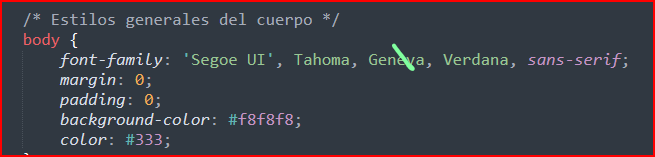 /* Estilos generales del cuerpo */
body {
font-family: 'Segoe UI', Tahoma, Geneva, Verdana, sans-serif;
margin: 0;
padding: 0;
background-color: #f8f8f8;
color: #333;
}